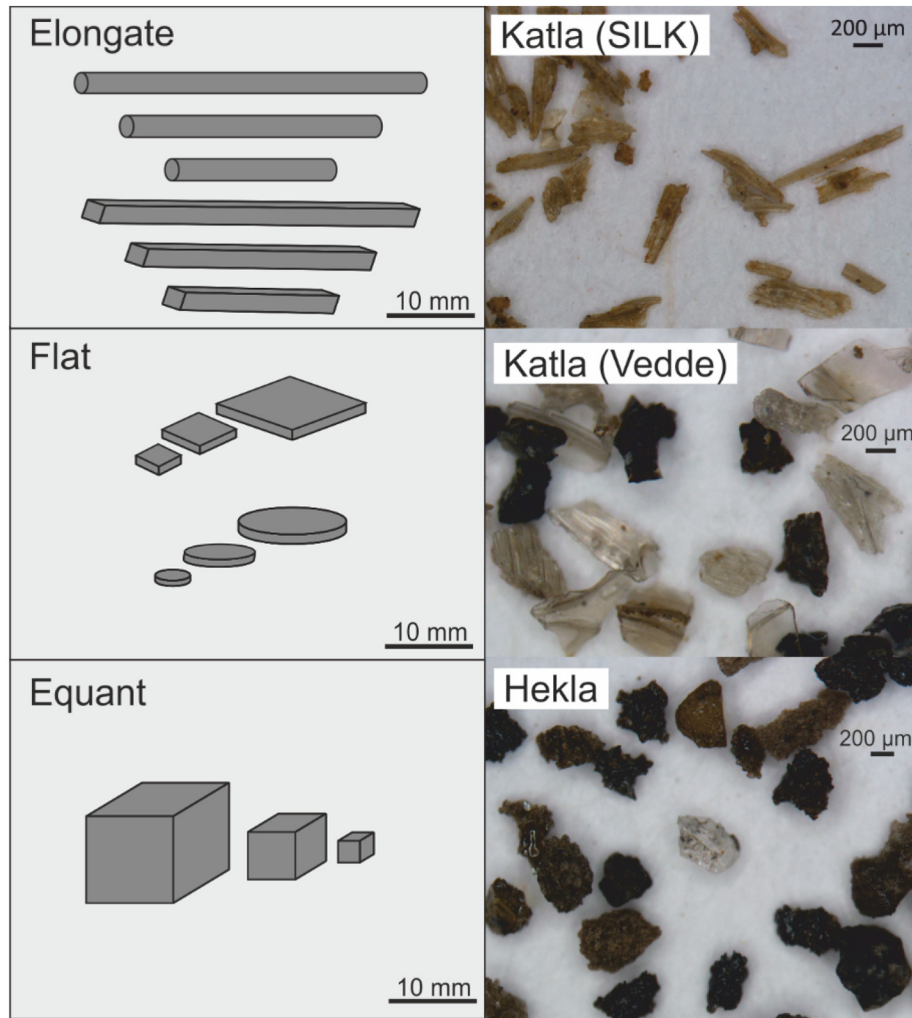 Elongate
10 mm
Katla (SILK)
200 µm
Flat
10 mm
Katla (Vedde)
200 µm
Equant
10 mm
Hekla
200 µm